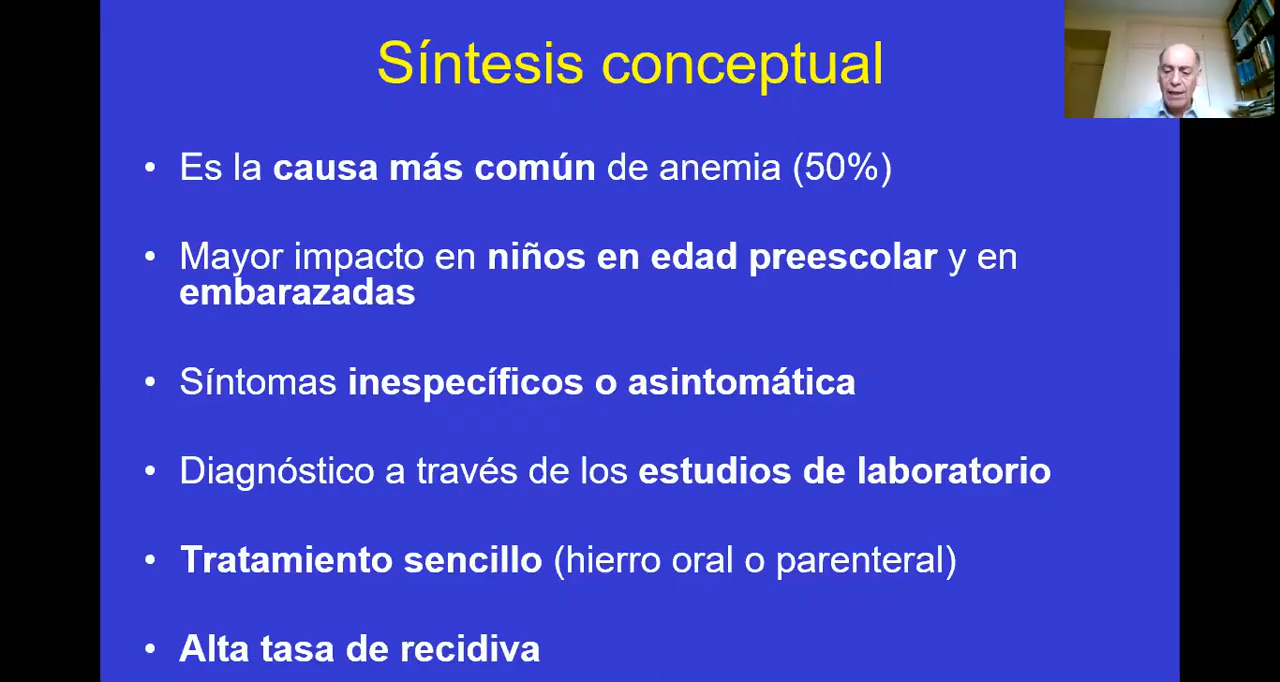 Síntesis conceptual
• Es la causa más común de anemia (50%)
• Mayor impacto en niños en edad preescolar y en
embarazadas
• Síntomas inespecíficos o asintomática
• Diagnóstico a través de los estudios de laboratorio
• Tratamiento sencillo (hierro oral o parenteral)
• Alta tasa de recidiva